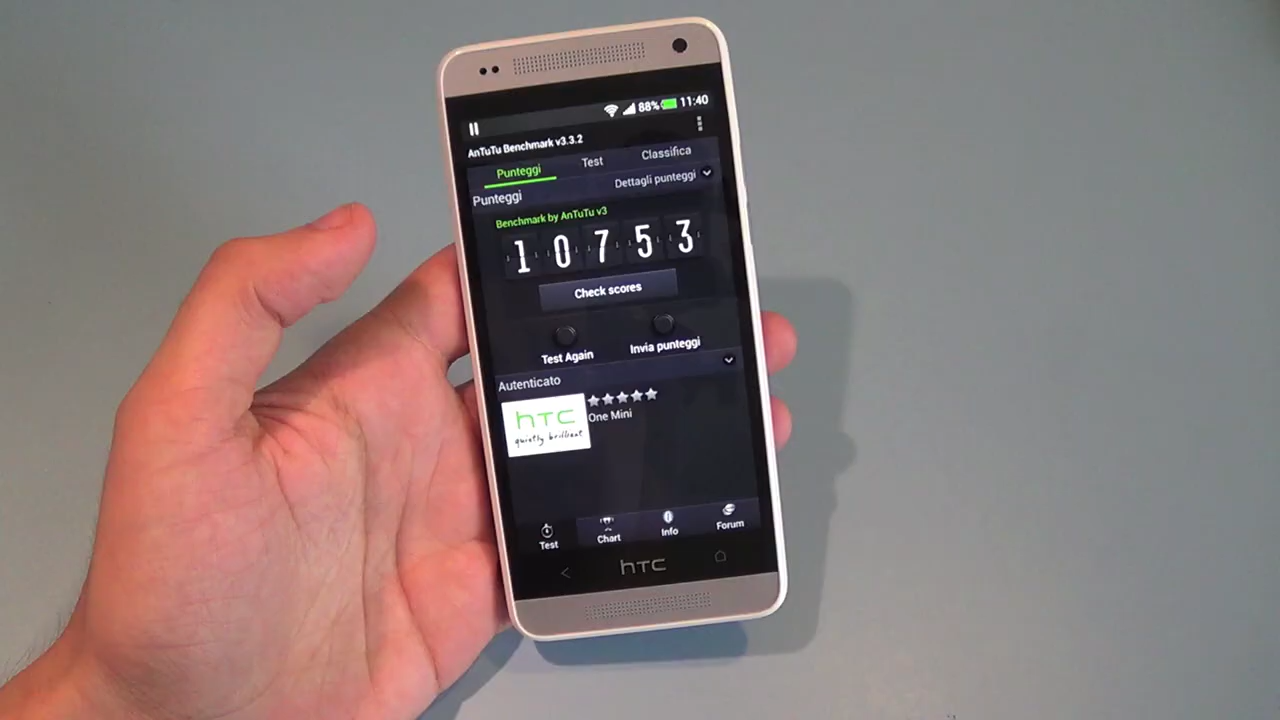 88% 11:40
AnTuTu Benchmark v3.3.2
Punteggi Test Classifica
Punteggi Dettagli punteggi
Benchmark by AnTuTu v3
10753
Check scores
Test Again Invia punteggi
Autenticato
hTC
quietly brilliant
One Mini
Test Chart Info Forum
hTC